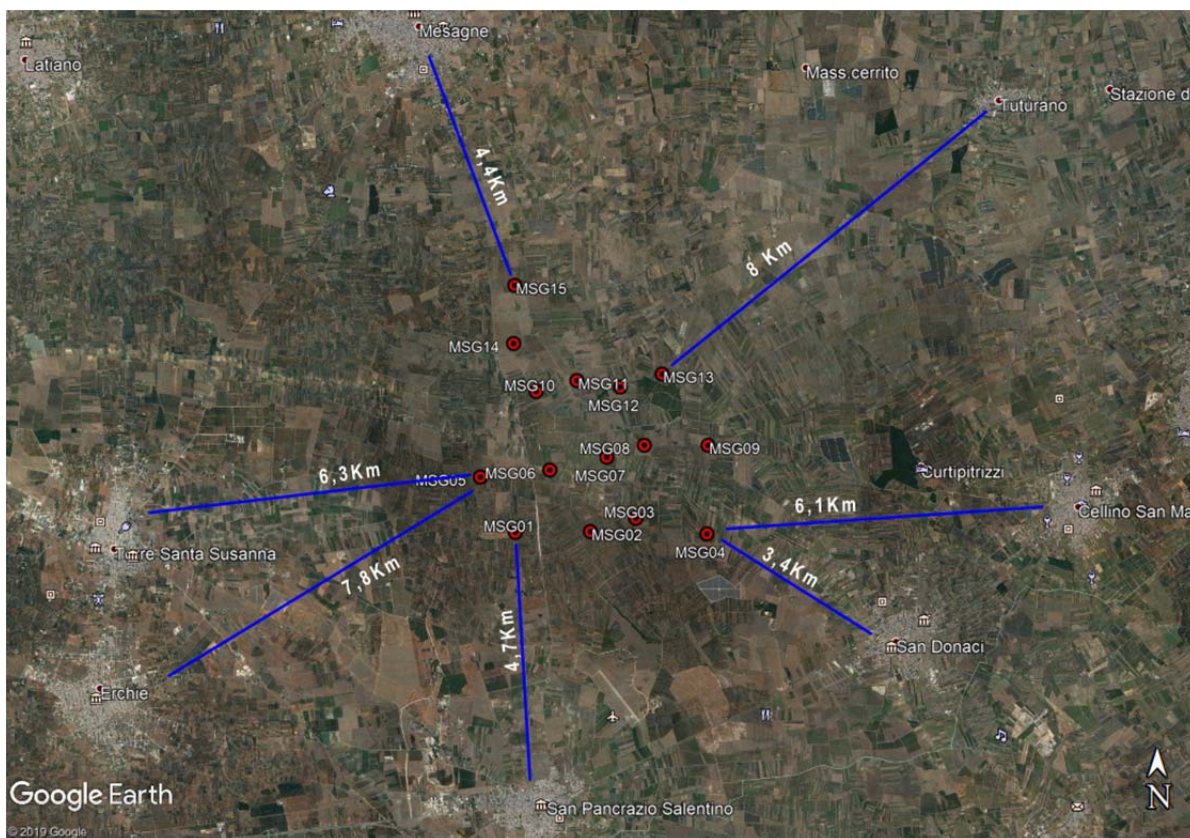 Mesagne
Latiano
Mass.cerrito
Tuturano
Stazione d
4,4Km
8 Km
MSG15
MSG14
MSG13
MSG11
MSG10
MSG12
MSG08
MSG09
MSG07
MSG06
MSG05
Curtipitrizzi
6,3Km
6,1Km
Cellino San Ma
MSG03
MSG01
MSG02
MSG04
Torre Santa Susanna
3,4Km
7,8Km
4,7Km
San Donaci
Erchie
Google Earth
San Pancrazio Salentino
N
© 2019 Google